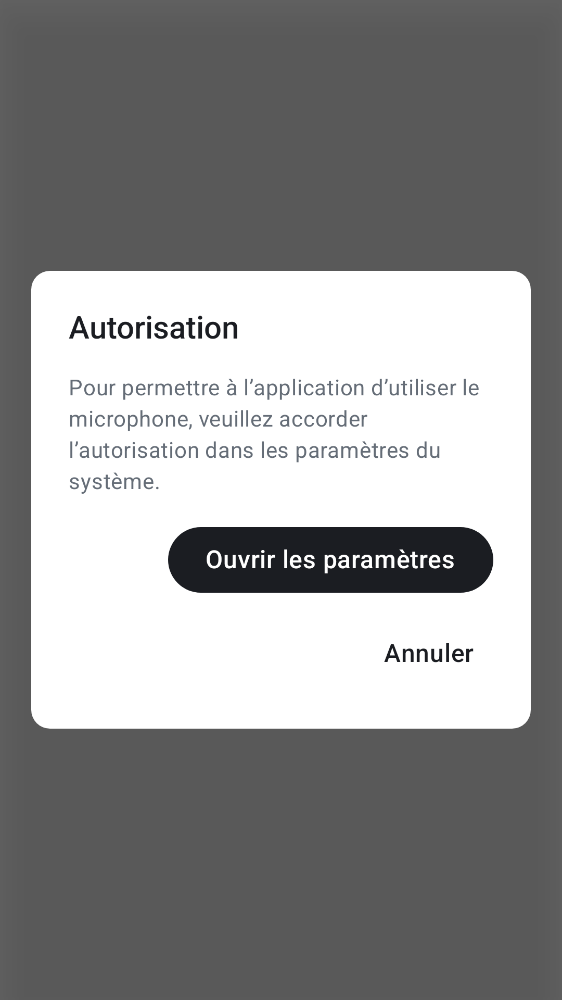 Autorisation
Pour permettre à l’application d’utiliser le
microphone, veuillez accorder
l’autorisation dans les paramètres du
système.
Ouvrir les paramètres
Annuler